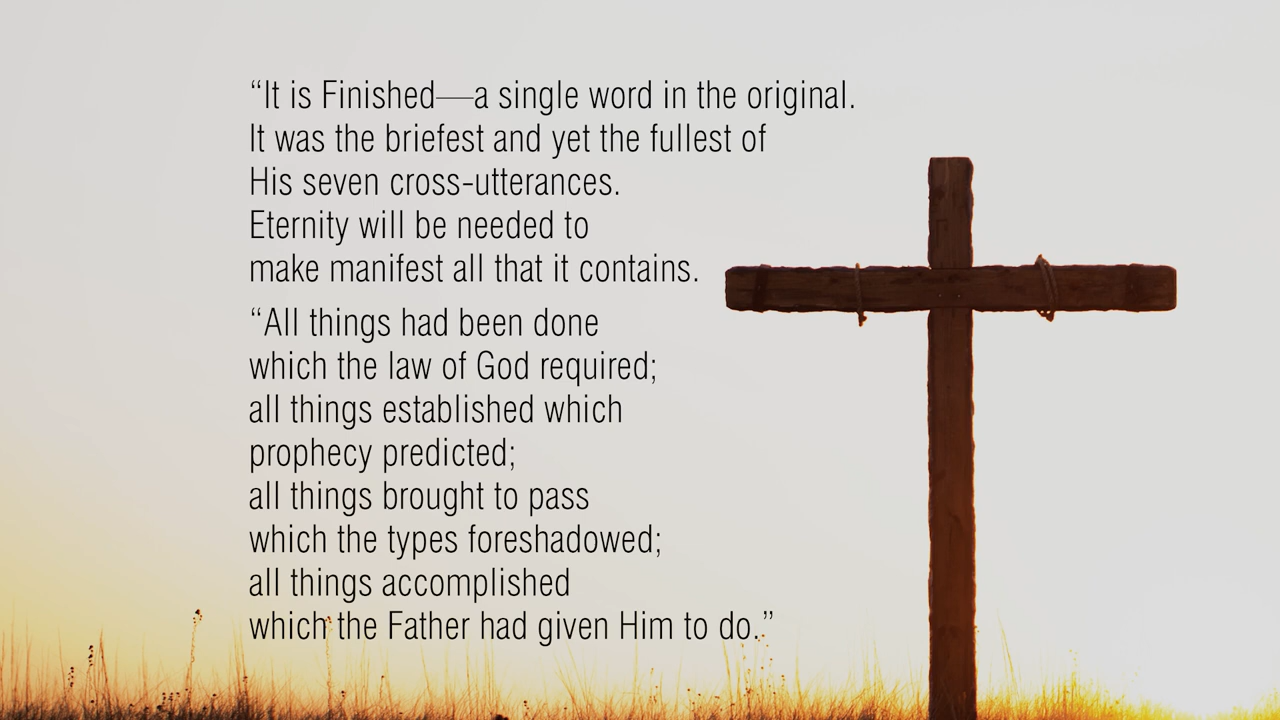 “It is Finished—a single word in the original.
It was the briefest and yet the fullest of
His seven cross-utterances.
Eternity will be needed to
make manifest all that it contains.
“All things had been done
which the law of God required;
all things established which
prophecy predicted;
all things brought to pass
which the types foreshadowed;
all things accomplished
which the Father had given Him to do.”